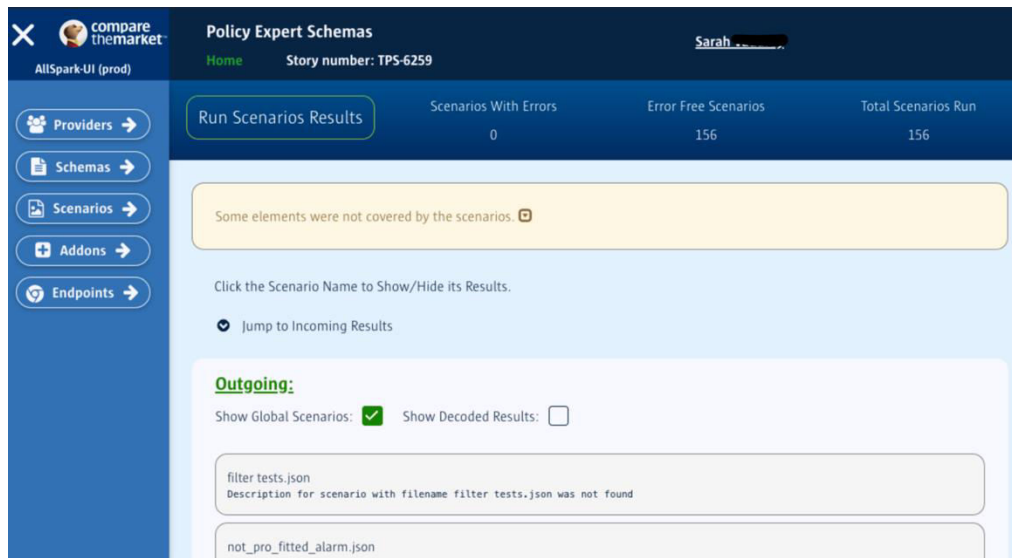 compare
themarket
AllSpark-UI (prod)
Policy Expert Schemas
Home Story number: TPS-6259
Sarah
Providers
Schemas
Scenarios
Addons
Endpoints
Run Scenarios Results
Scenarios With Errors
0
Error Free Scenarios
156
Total Scenarios Run
156
Some elements were not covered by the scenarios.
Click the Scenario Name to Show/Hide its Results.
Jump to Incoming Results
Outgoing:
Show Global Scenarios: Show Decoded Results:
filter tests.json
Description for scenario with filename filter tests.json was not found
not_pro_fitted_alarm.json